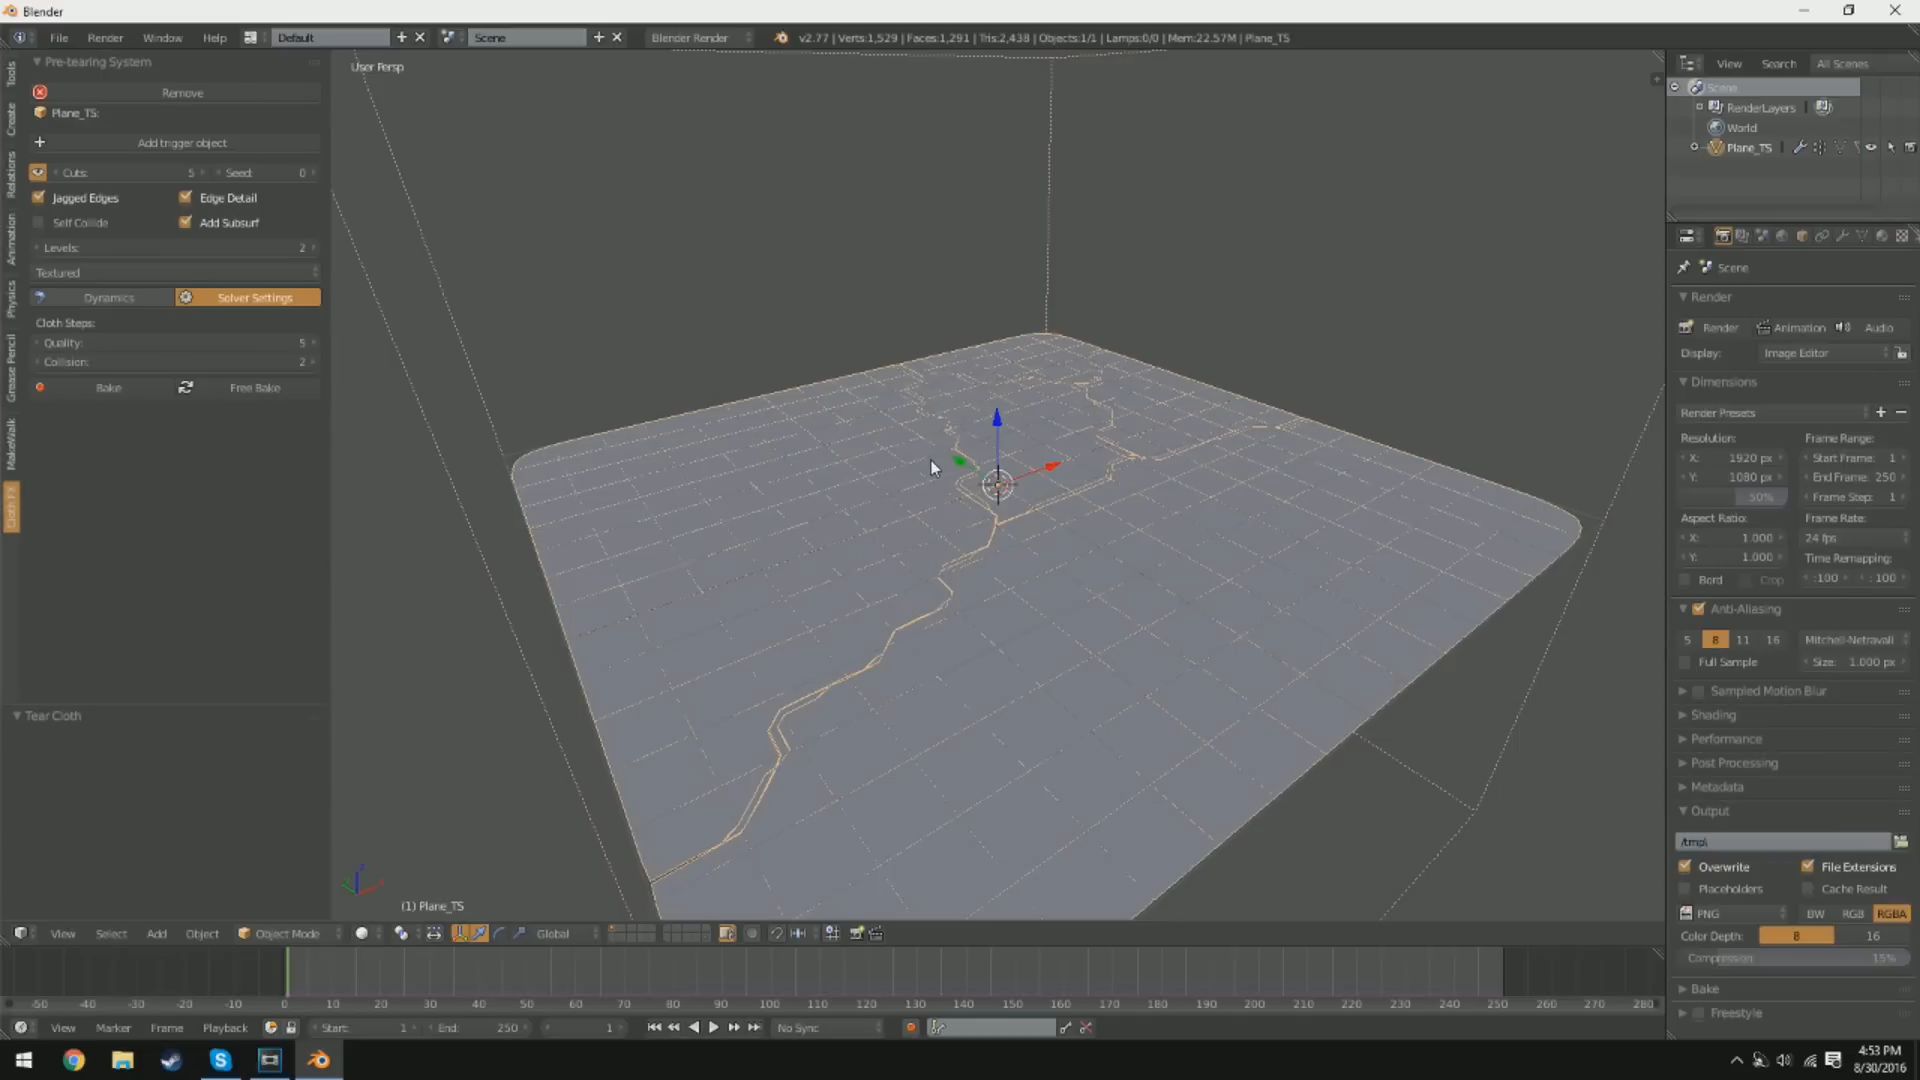 Blender
File Render Window Help Default Scene Blender Render v2.77 | Verts:1,529 | Faces:1,291 | Tris:2,438 | Objects:1/1 | Lamps:0/0 | Mem:22.57M | Plane_TS
Pre-tearing System
Remove
Plane_TS:
Add trigger object
Cuts: 5 Seed: 0
Jagged Edges Edge Detail
Self Collide Add Subsurf
Levels: 2
Textured
Dynamics Solver Settings
Cloth Steps:
Quality: 5
Collision: 2
Bake Free Bake
Tear Cloth
Tools
Create
Relations
Animation
Physics
Grease Pencil
MakeWalk
Cloth FX
User Persp
(1) Plane_TS
View Select Add Object Object Mode Global
-50 -40 -30 -20 -10 0 10 20 30 40 50 60 70 80 90 100 110 120 130 140 150 160 170 180 190 200 210 220 230 240 250 260 270 280
View Marker Frame Playback Start: 1 End: 250 1 No Sync
View Search All Scenes
Scene
RenderLayers
World
Plane_TS
Scene
Render
Render Animation Audio
Display: Image Editor
Dimensions
Render Presets
Resolution: Frame Range:
X: 1920 px Start Frame: 1
Y: 1080 px End Frame: 250
50% Frame Step: 1
Aspect Ratio: Frame Rate:
X: 1.000 24 fps
Y: 1.000 Time Remapping:
Bord Crop :100 :100
Anti-Aliasing
5 8 11 16 Mitchell-Netravali
Full Sample Size: 1.000 px
Sampled Motion Blur
Shading
Performance
Post Processing
Metadata
Output
/tmp\
Overwrite File Extensions
Placeholders Cache Result
PNG BW RGB RGBA
Color Depth: 8 16
Compression: 15%
Bake
Freestyle
4:53 PM
8/30/2016